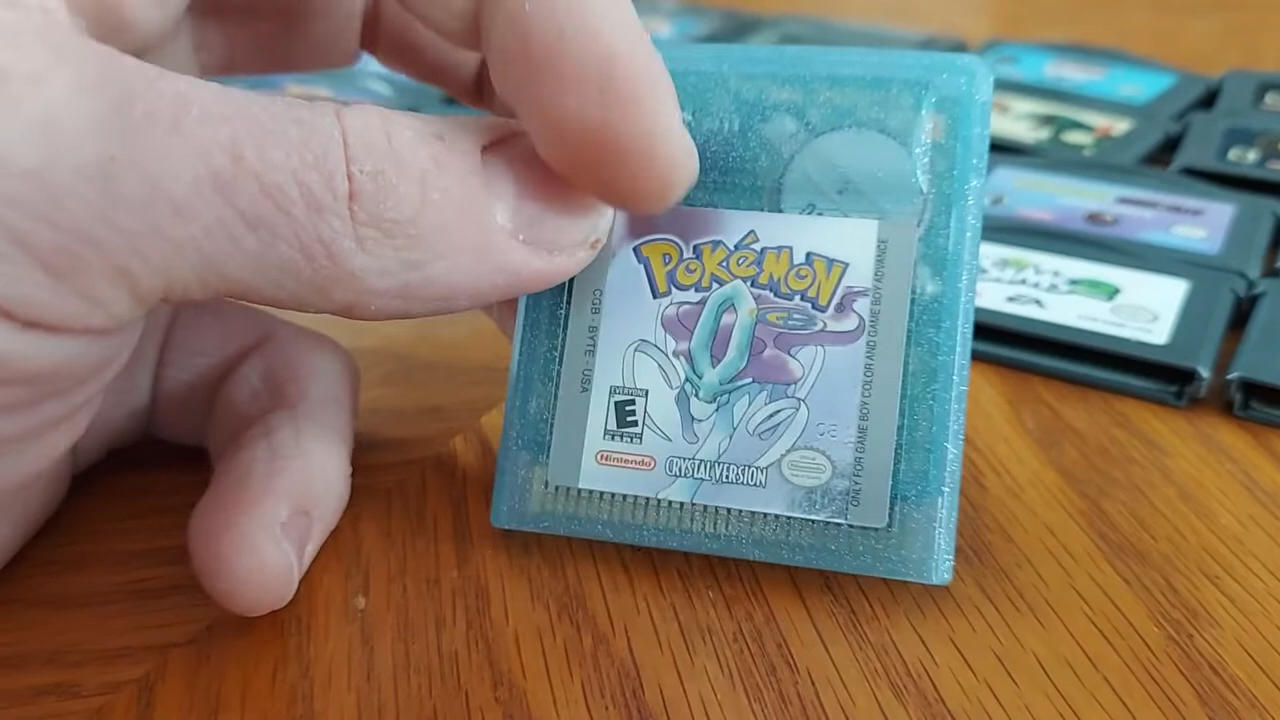 POKéMON
CGB - BYTE - USA
ONLY FOR GAME BOY COLOR AND GAME BOY ADVANCE
EVERYONE
E
Nintendo
CRYSTAL VERSION